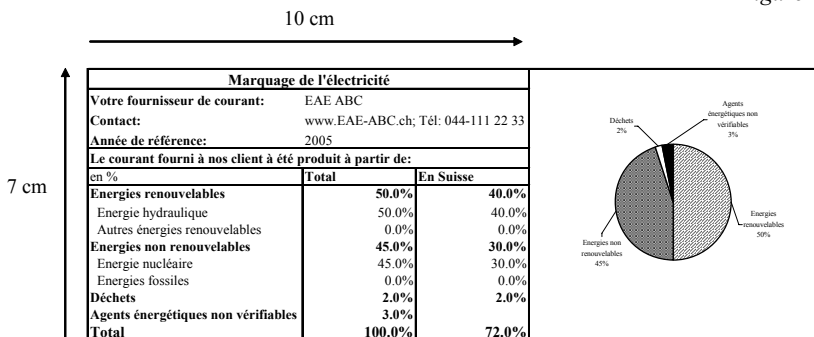 10 cm
7 cm
Marquage de l'électricité
Votre fournisseur de courant: EAE ABC
Contact: www.EAE-ABC.ch; Tél: 044-111 22 33
Année de référence: 2005
Le courant fourni à nos client à été produit à partir de:
en % Total En Suisse
Energies renouvelables 50.0% 40.0%
Energie hydraulique 50.0% 40.0%
Autres énergies renouvelables 0.0% 0.0%
Energies non renouvelables 45.0% 30.0%
Energie nucléaire 45.0% 30.0%
Energies fossiles 0.0% 0.0%
Déchets 2.0% 2.0%
Agents énergétiques non vérifiables 3.0%
Total 100.0% 72.0%
Déchets
2%
Agents
énergétiques non
vérifiables
3%
Energies
renouvelables
50%
Energies non
renouvelables
45%